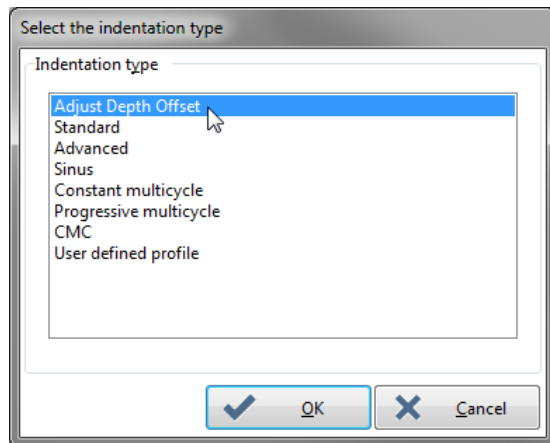 Select the indentation type
Indentation type
Adjust Depth Offset
Standard
Advanced
Sinus
Constant multicycle
Progressive multicycle
CMC
User defined profile
OK
Cancel